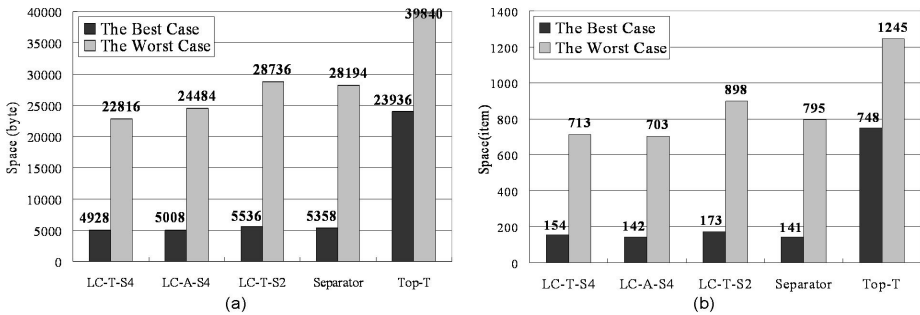 40000
35000
30000
25000
20000
15000
10000
5000
0
Space (byte)
The Best Case
The Worst Case
4928
22816
5008
24484
5536
28736
5358
28194
23936
39840
LC-T-S4
LC-A-S4
LC-T-S2
Separator
Top-T
(a)
1400
1200
1000
800
600
400
200
0
Space(item)
The Best Case
The Worst Case
154
713
142
703
173
898
141
795
748
1245
LC-T-S4
LC-A-S4
LC-T-S2
Separator
Top-T
(b)